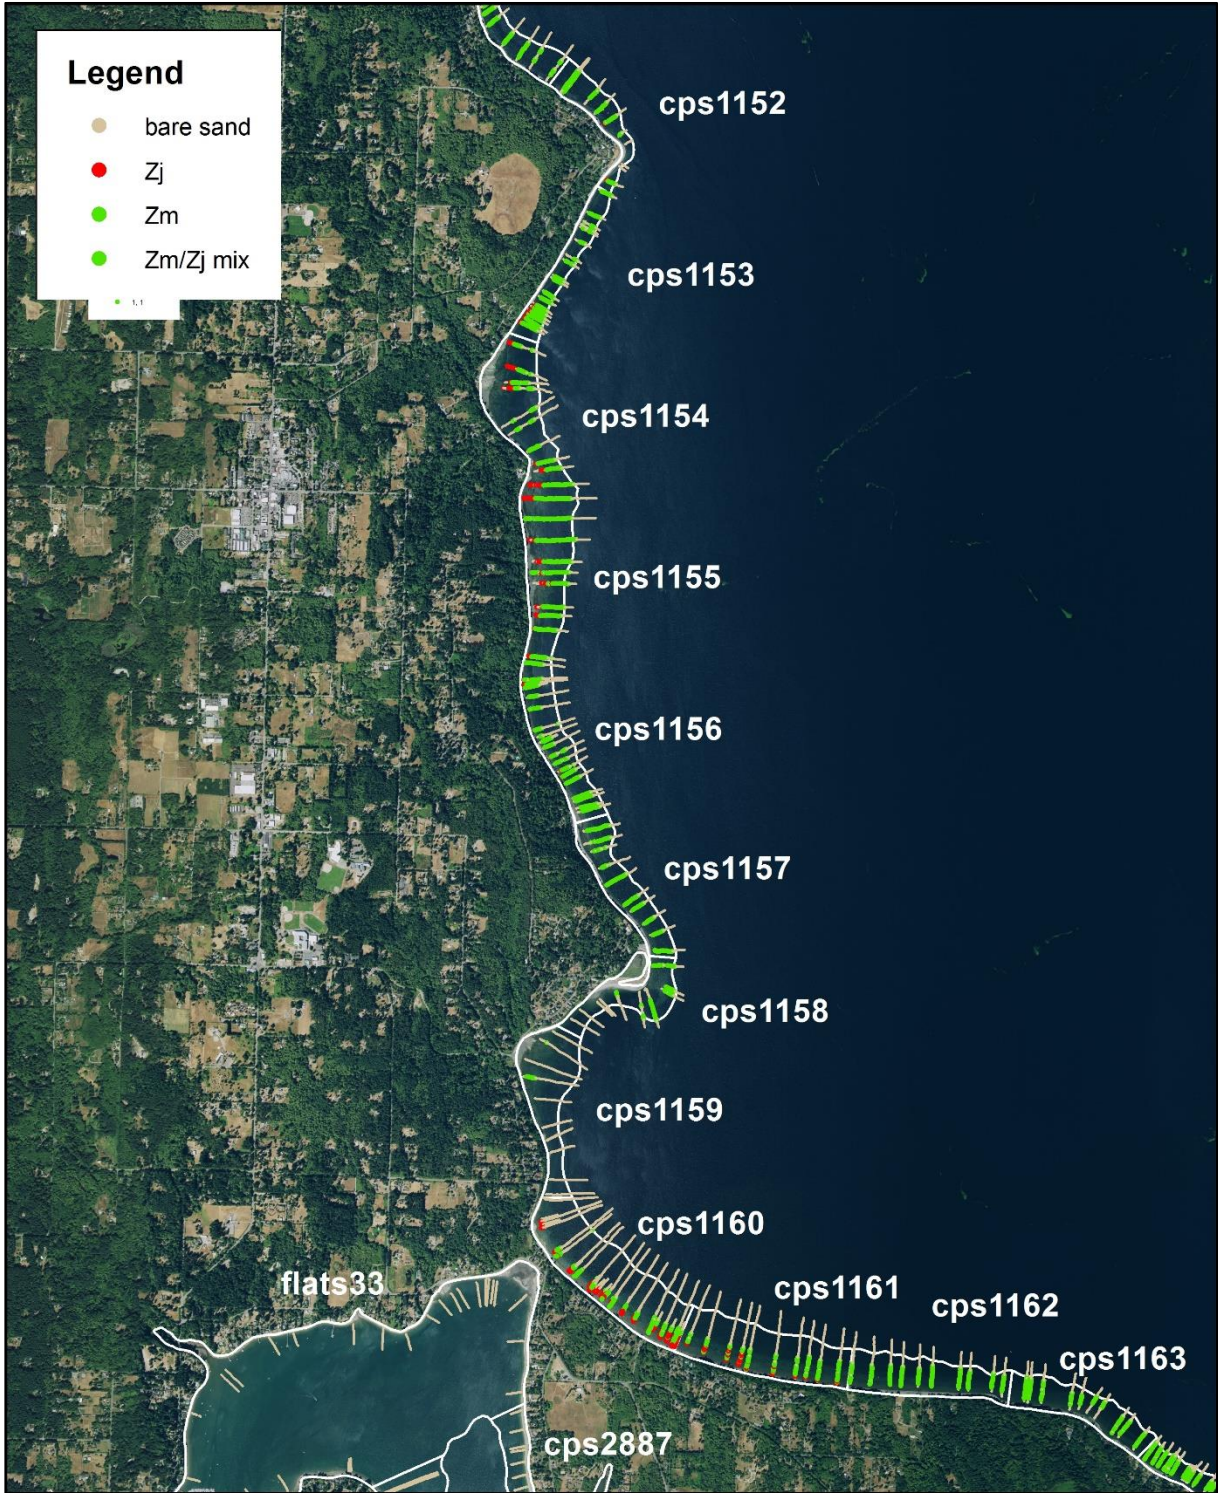 Legend
bare sand
Zj
Zm
Zm/Zj mix
cps1152
cps1153
cps1154
cps1155
cps1156
cps1157
cps1158
cps1159
cps1160
cps1161
cps1162
cps1163
flats33
cps2887